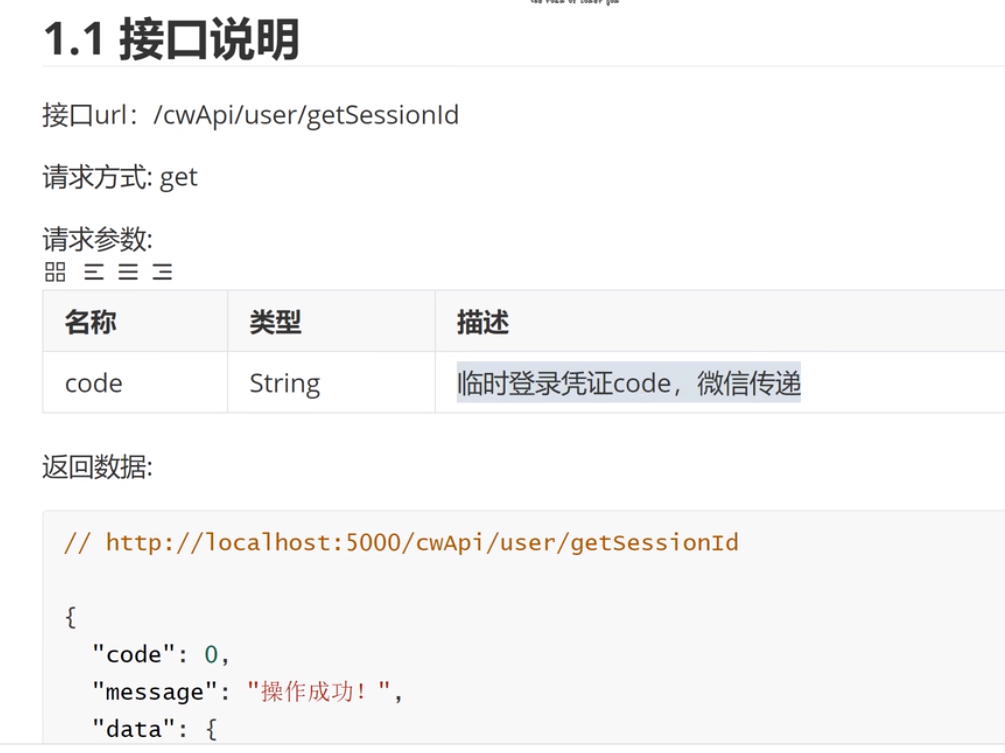 1.1 接口说明
接口url：/cwApi/user/getSessionId
请求方式: get
请求参数:
名称 类型 描述
code String 临时登录凭证code，微信传递
返回数据:
// http://localhost:5000/cwApi/user/getSessionId
{
"code": 0,
"message": "操作成功！",
"data": {